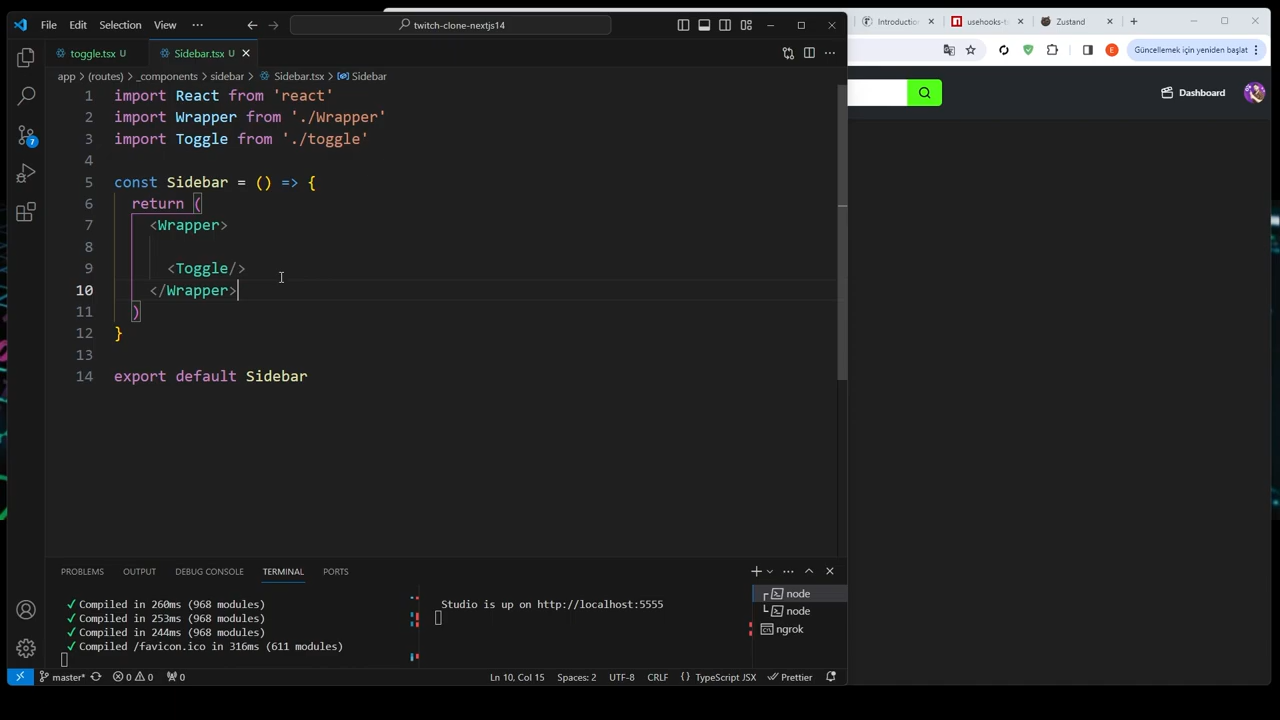 File Edit Selection View ··· twitch-clone-nextjs14
Introduction usehooks-t Zustand
toggle.tsx U Sidebar.tsx U
E Güncellemek için yeniden başlat
app > (routes) > _components > sidebar > Sidebar.tsx > Sidebar
Dashboard
1 import React from 'react'
2 import Wrapper from './Wrapper'
3 import Toggle from './toggle'
4
5 const Sidebar = () => {
6 return (
7 <Wrapper>
8
9 <Toggle/>
10 </Wrapper>
11 )
12 }
13
14 export default Sidebar
7
PROBLEMS OUTPUT DEBUG CONSOLE TERMINAL PORTS
✓ Compiled in 260ms (968 modules)
✓ Compiled in 253ms (968 modules)
✓ Compiled in 244ms (968 modules)
✓ Compiled /favicon.ico in 316ms (611 modules)
Studio is up on http://localhost:5555
node
node
ngrok
master* 0 0 0 Ln 10, Col 15 Spaces: 2 UTF-8 CRLF {} TypeScript JSX Prettier